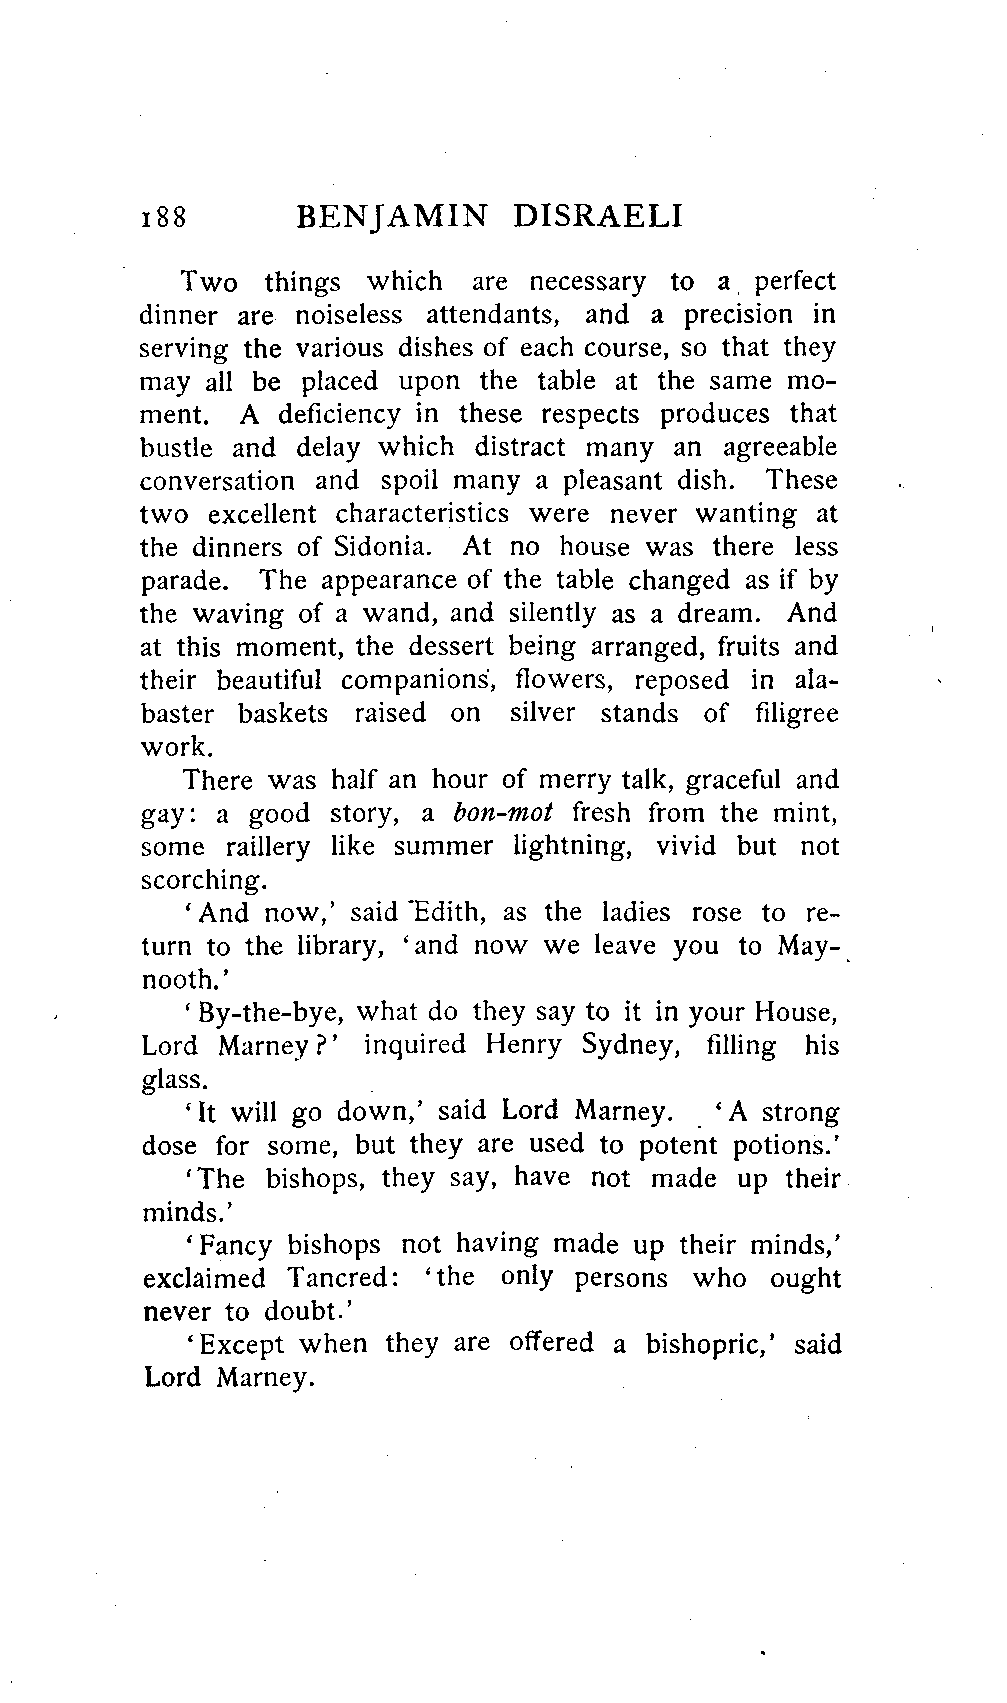 188 BENJAMIN DISRAELI
Two things which are necessary to a perfect
dinner are noiseless attendants, and a precision in
serving the various dishes of each course, so that they
may all be placed upon the table at the same mo-
ment. A deficiency in these respects produces that
bustle and delay which distract many an agreeable
conversation and spoil many a pleasant dish. These
two excellent characteristics were never wanting at
the dinners of Sidonia. At no house was there less
parade. The appearance of the table changed as if by
the waving of a wand, and silently as a dream. And
at this moment, the dessert being arranged, fruits and
their beautiful companions, flowers, reposed in ala-
baster baskets raised on silver stands of filigree
work.
There was half an hour of merry talk, graceful and
gay: a good story, a bon-mot fresh from the mint,
some raillery like summer lightning, vivid but not
scorching.
‘And now,’ said Edith, as the ladies rose to re-
turn to the library, ‘and now we leave you to May-
nooth.’
‘By-the-bye, what do they say to it in your House,
Lord Marney?’ inquired Henry Sydney, filling his
glass.
‘It will go down,’ said Lord Marney. ‘A strong
dose for some, but they are used to potent potions.’
‘The bishops, they say, have not made up their
minds.’
‘Fancy bishops not having made up their minds,’
exclaimed Tancred: ‘the only persons who ought
never to doubt.’
‘Except when they are offered a bishopric,’ said
Lord Marney.